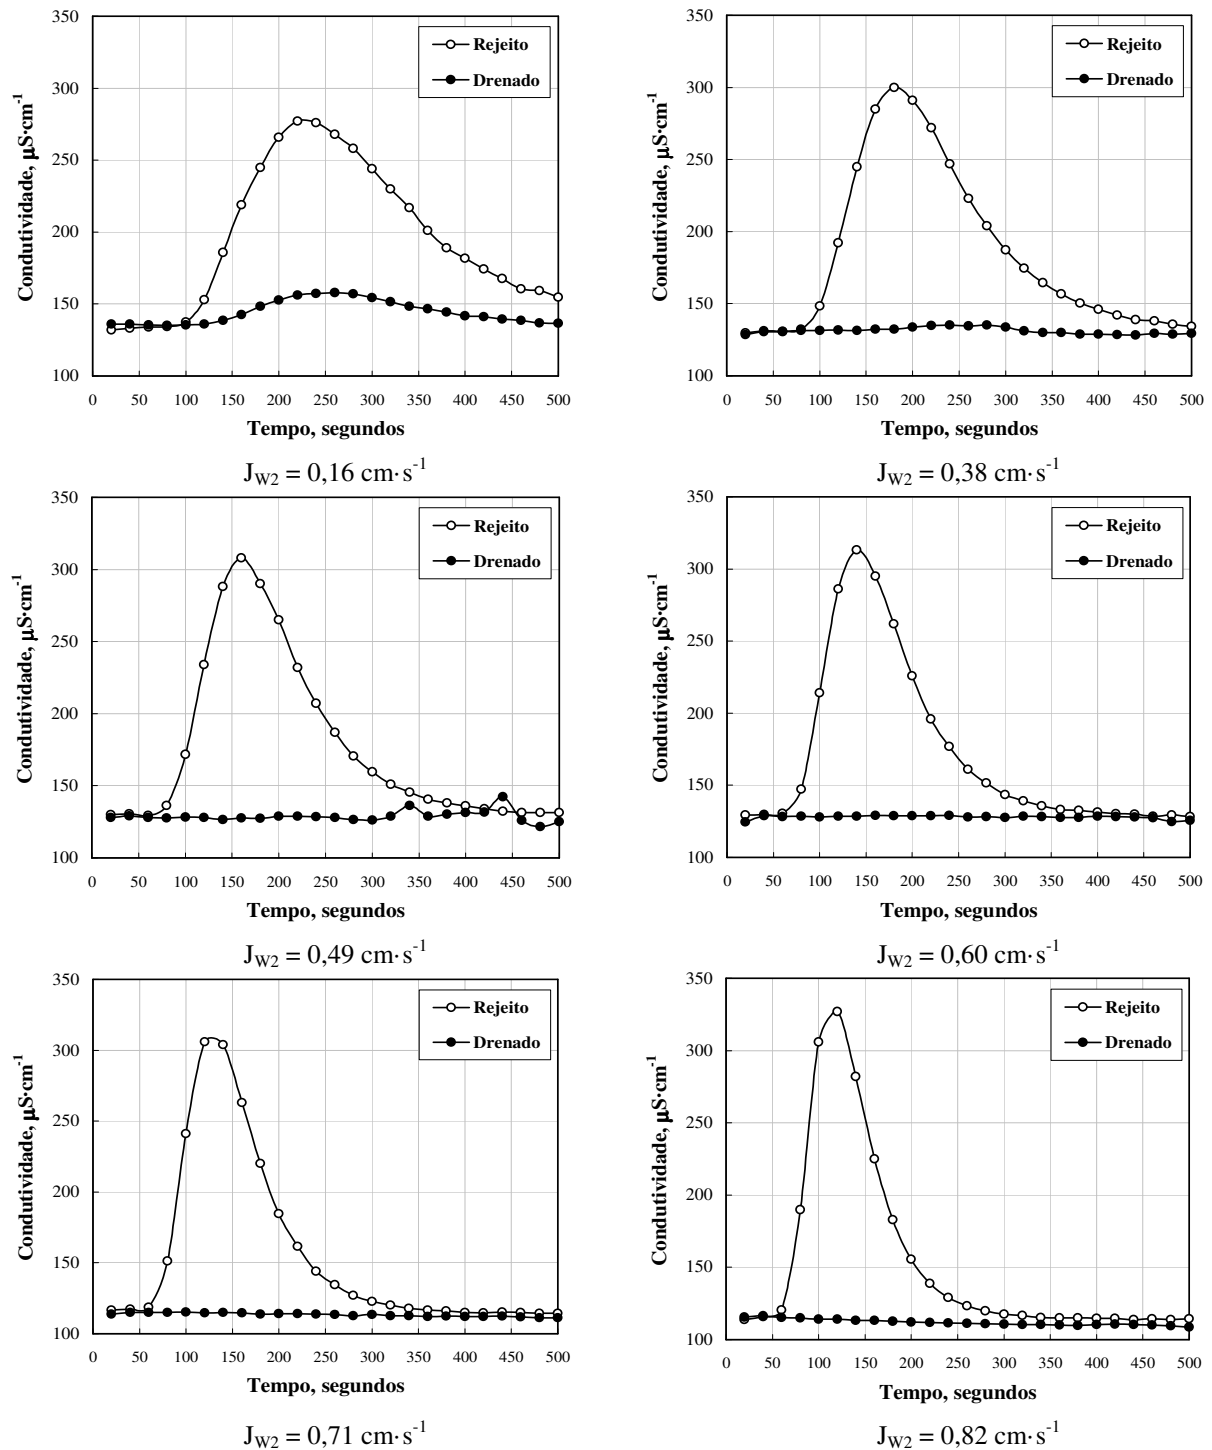 350
300
250
200
150
100
0 50 100 150 200 250 300 350 400 450 500
Condutividade, µS·cm⁻¹
Tempo, segundos
Rejeito
Drenado
J_W2 = 0,16 cm·s⁻¹
350
300
250
200
150
100
0 50 100 150 200 250 300 350 400 450 500
Condutividade, µS·cm⁻¹
Tempo, segundos
Rejeito
Drenado
J_W2 = 0,38 cm·s⁻¹
350
300
250
200
150
100
0 50 100 150 200 250 300 350 400 450 500
Condutividade, µS·cm⁻¹
Tempo, segundos
Rejeito
Drenado
J_W2 = 0,49 cm·s⁻¹
350
300
250
200
150
100
0 50 100 150 200 250 300 350 400 450 500
Condutividade, µS·cm⁻¹
Tempo, segundos
Rejeito
Drenado
J_W2 = 0,60 cm·s⁻¹
350
300
250
200
150
100
0 50 100 150 200 250 300 350 400 450 500
Condutividade, µS·cm⁻¹
Tempo, segundos
Rejeito
Drenado
J_W2 = 0,71 cm·s⁻¹
350
300
250
200
150
100
0 50 100 150 200 250 300 350 400 450 500
Condutividade, µS·cm⁻¹
Tempo, segundos
Rejeito
Drenado
J_W2 = 0,82 cm·s⁻¹